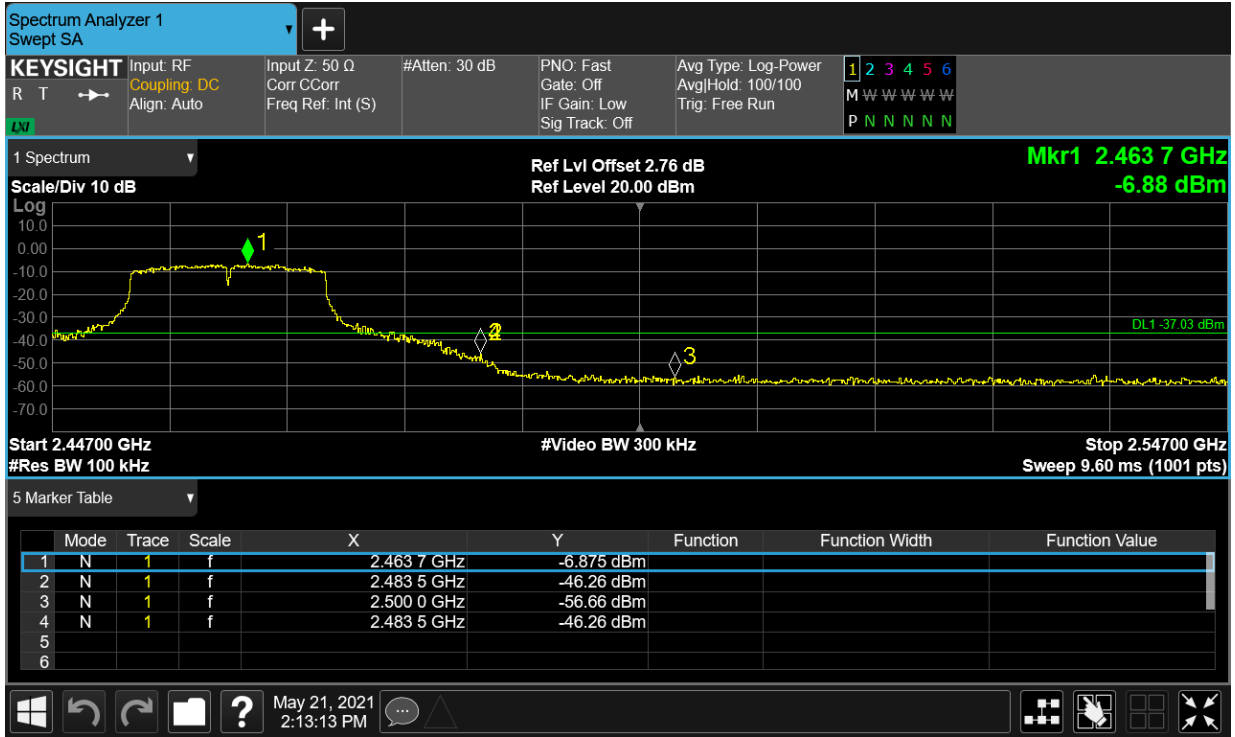 Spectrum Analyzer 1
Swept SA
KEYSIGHT
R T
LXI
Input: RF
Coupling: DC
Align: Auto
Input Z: 50 Ω
Corr CCorr
Freq Ref: Int (S)
#Atten: 30 dB
PNO: Fast
Gate: Off
IF Gain: Low
Sig Track: Off
Avg Type: Log-Power
Avg|Hold: 100/100
Trig: Free Run
1 2 3 4 5 6
M W W W W W
P N N N N N
1 Spectrum
Scale/Div 10 dB
Ref Lvl Offset 2.76 dB
Ref Level 20.00 dBm
Mkr1 2.463 7 GHz
-6.88 dBm
Log
10.0
0.00
-10.0
-20.0
-30.0
-40.0
-50.0
-60.0
-70.0
1
3
DL1 -37.03 dBm
Start 2.44700 GHz
#Res BW 100 kHz
#Video BW 300 kHz
Stop 2.54700 GHz
Sweep 9.60 ms (1001 pts)
5 Marker Table
Mode Trace Scale X Y Function Function Width Function Value
1 N 1 f 2.463 7 GHz -6.875 dBm
2 N 1 f 2.483 5 GHz -46.26 dBm
3 N 1 f 2.500 0 GHz -56.66 dBm
4 N 1 f 2.483 5 GHz -46.26 dBm
5
6
?
May 21, 2021
2:13:13 PM